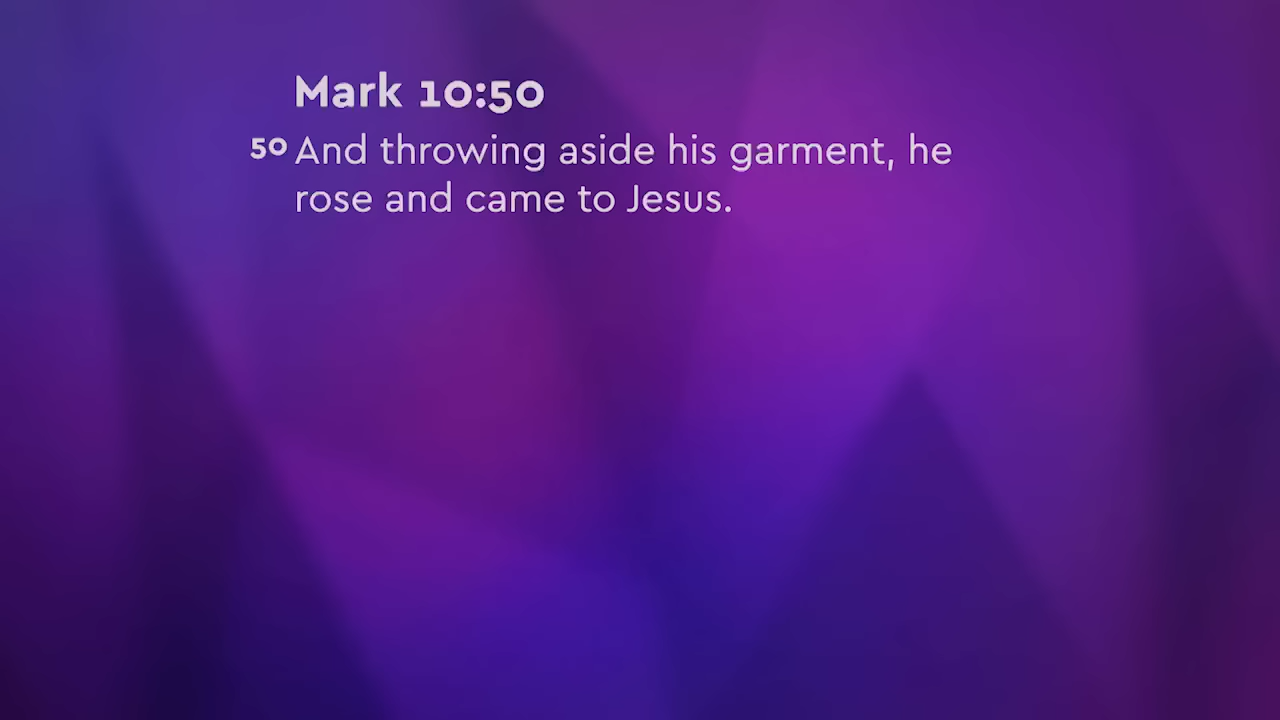 Mark 10:50
50 And throwing aside his garment, he
rose and came to Jesus.